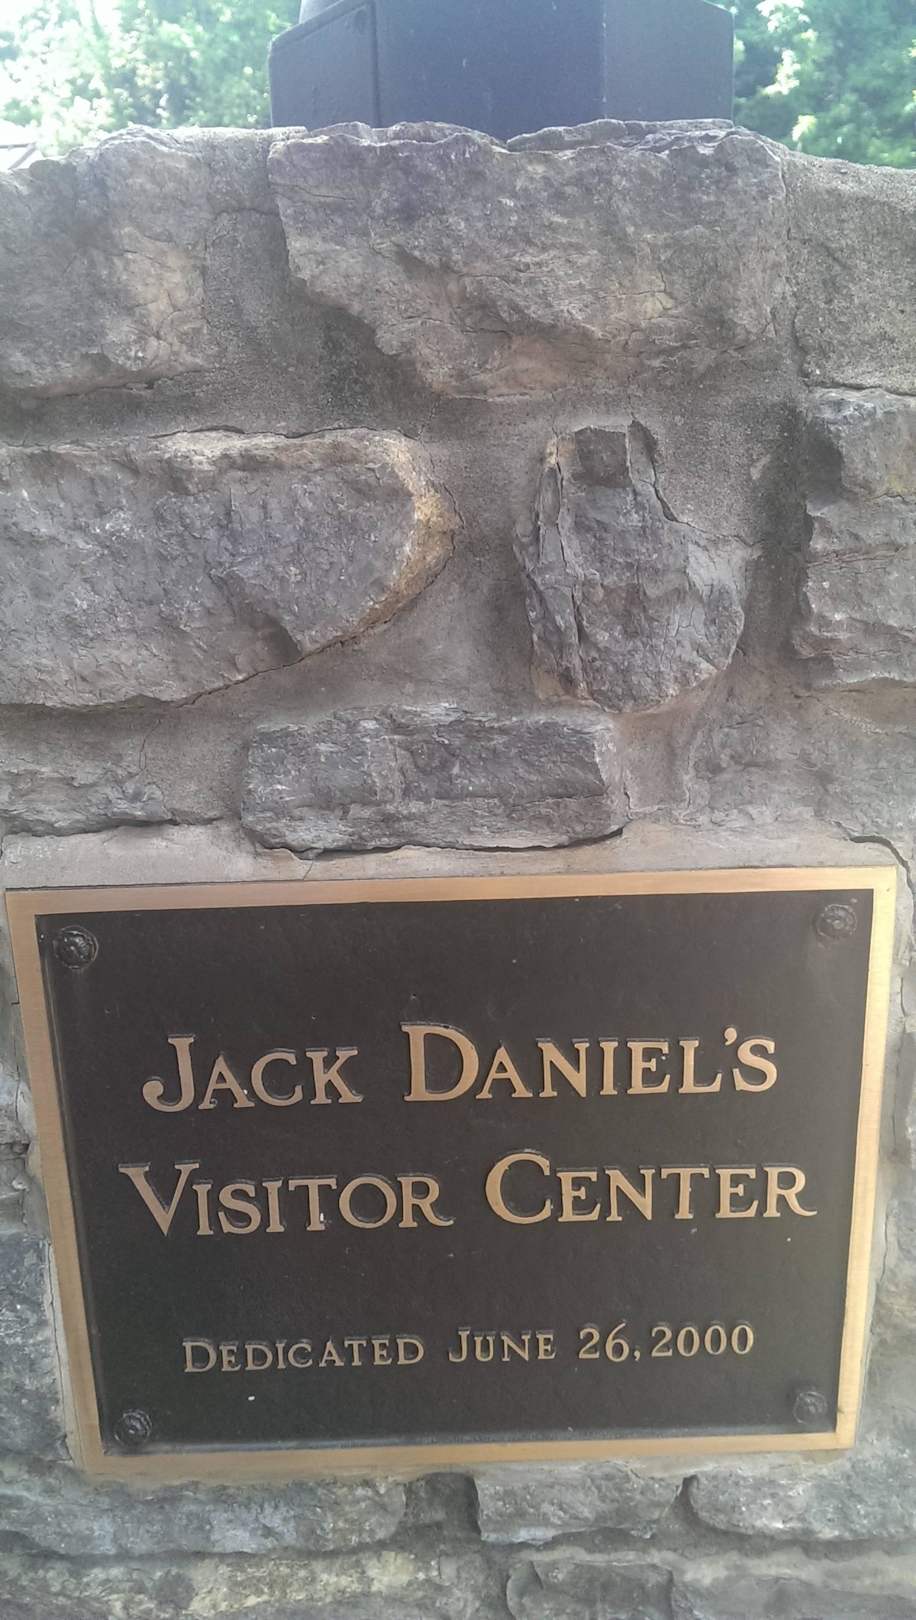 Jack Daniel's
Visitor Center
Dedicated June 26, 2000